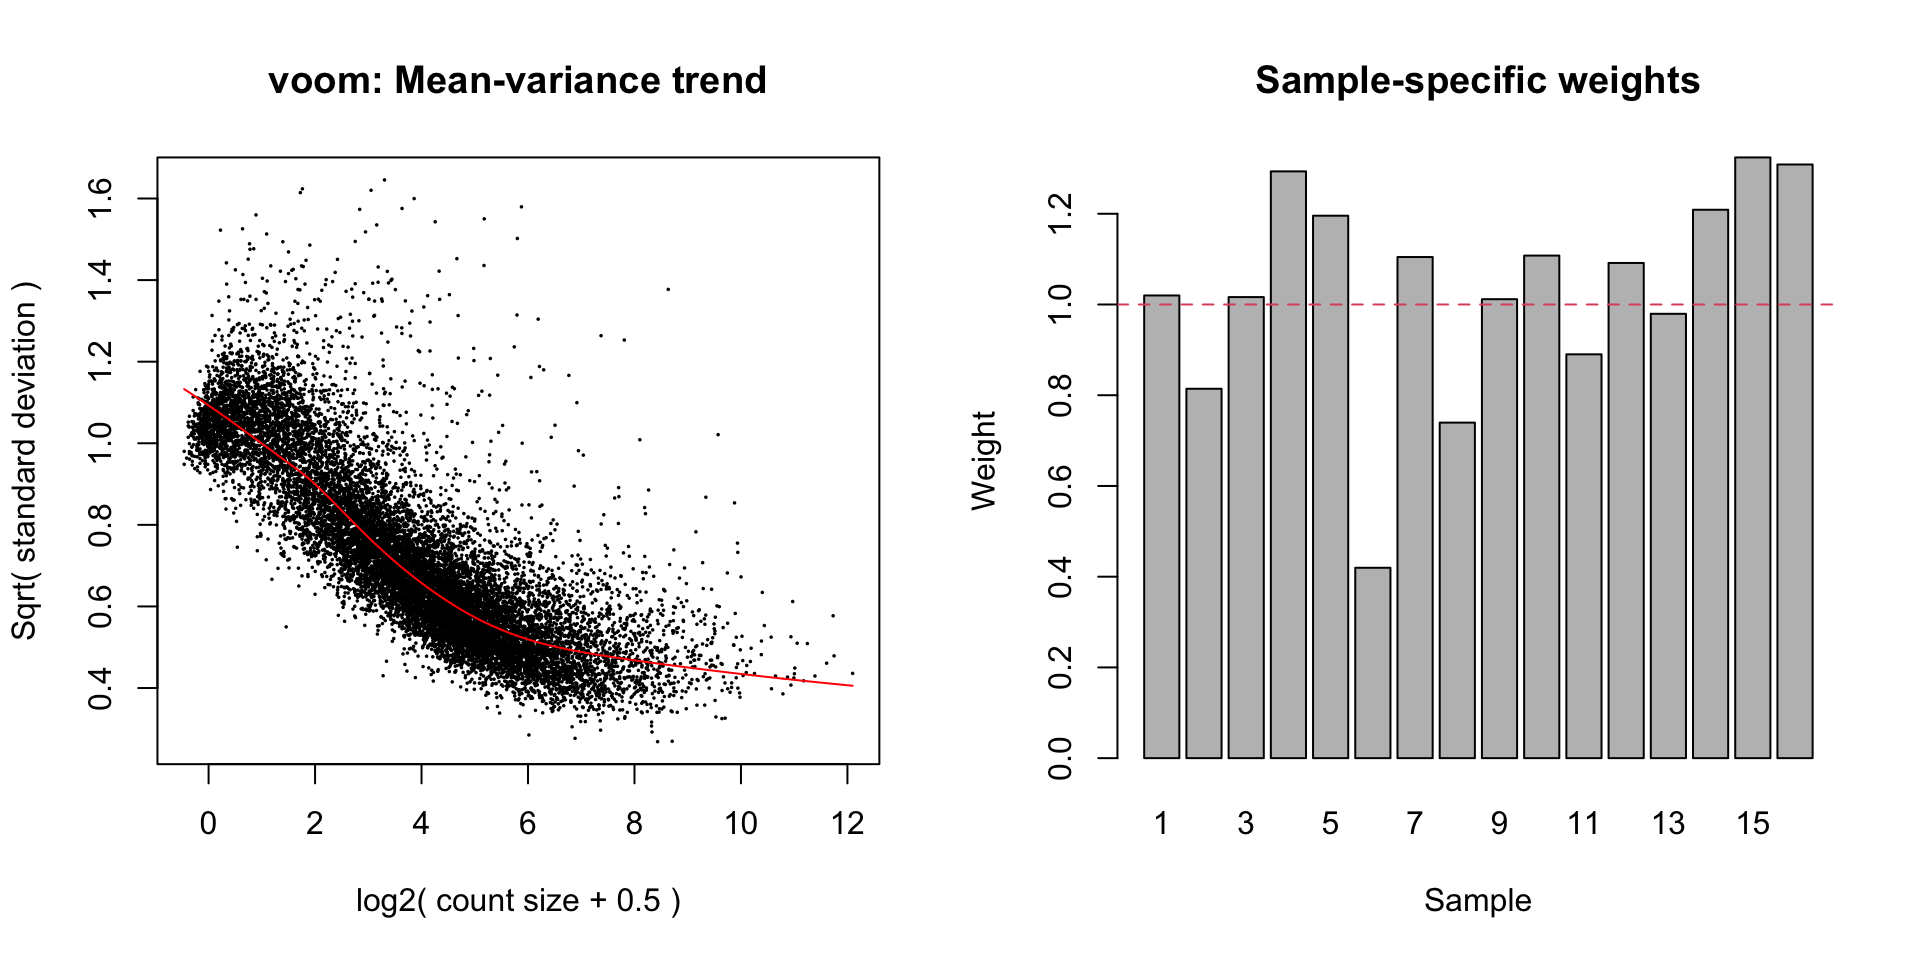 voom: Mean-variance trend
Sqrt( standard deviation )
1.6
1.4
1.2
1.0
0.8
0.6
0.4
0 2 4 6 8 10 12
log2( count size + 0.5 )
Sample-specific weights
Weight
1.2
1.0
0.8
0.6
0.4
0.2
0.0
1 3 5 7 9 11 13 15
Sample